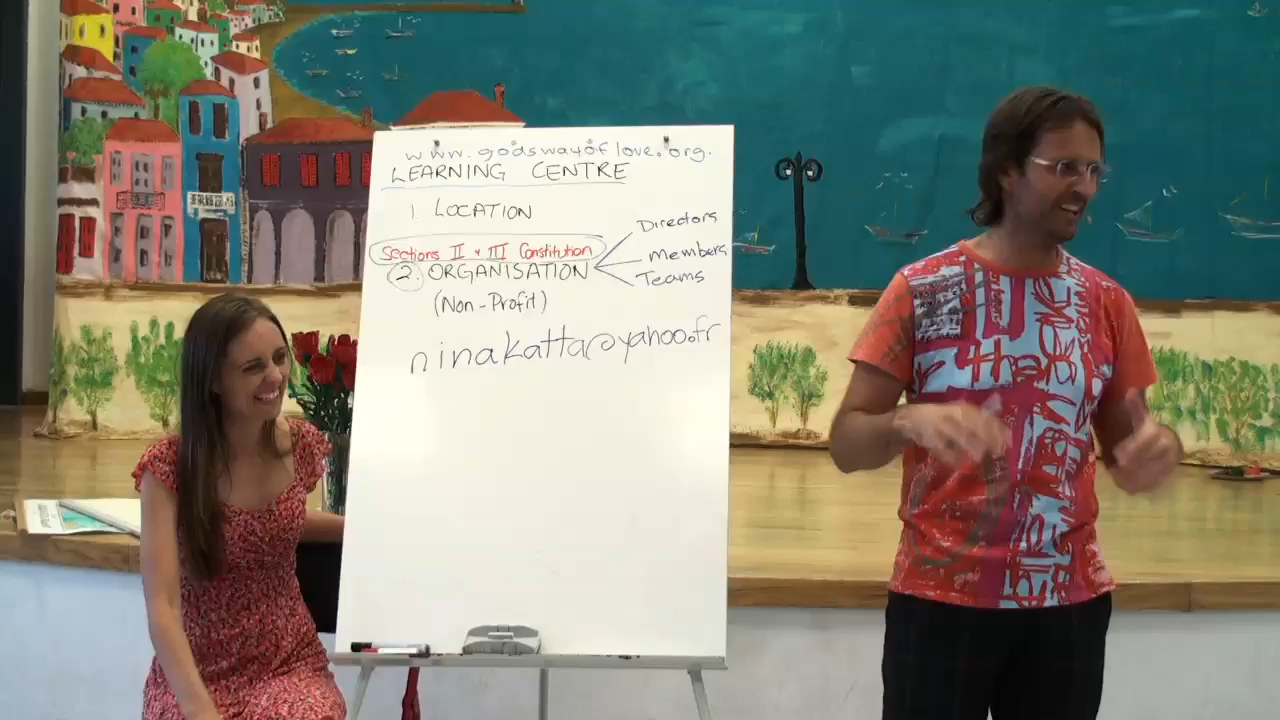 www.godswayoflove.org.
LEARNING CENTRE
1. LOCATION
Sections II + III Constitution
2. ORGANISATION
Directors
Members
Teams
(Non-Profit)
ninakatta@yahoo.fr